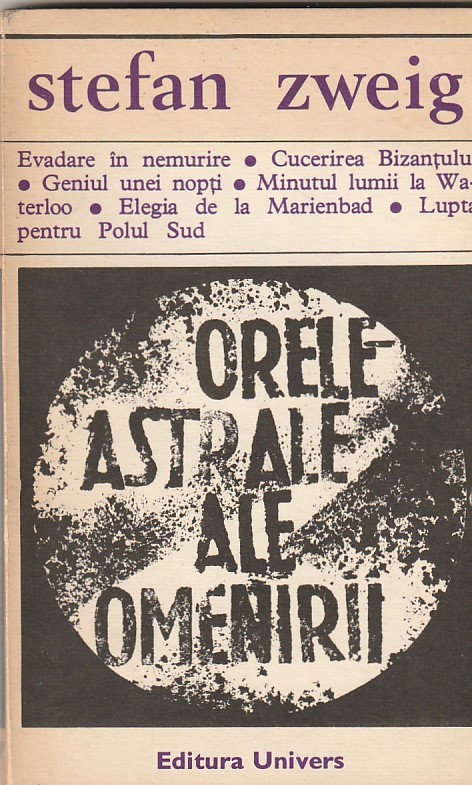 stefan zweig
Evadare în nemurire ● Cucerirea Bizanțulu
● Geniul unei nopți ● Minutul lumii la Wa-
terloo ● Elegia de la Marienbad ● Lupta
pentru Polul Sud
ORELE
ASTRALE
ALE
OMENIRII
Editura Univers